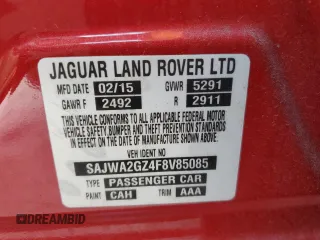 JAGUAR LAND ROVER LTD
MFD DATE 02/15 GVWR 5291
GAWR F 2492 R 2911
THIS VEHICLE CONFORMS TO ALL APPLICABLE FEDERAL MOTOR
VEHICLE SAFETY,BUMPER AND THEFT PREVENTION STANDARDS
IN EFFECT ON THE DATE OF MANUFACTURE SHOWN ABOVE.
VEH IDENT NO
SAJWA2GZ4F8V85085
TYPE PASSENGER CAR
PAINT CAH TRIM AAA
DREAMBID